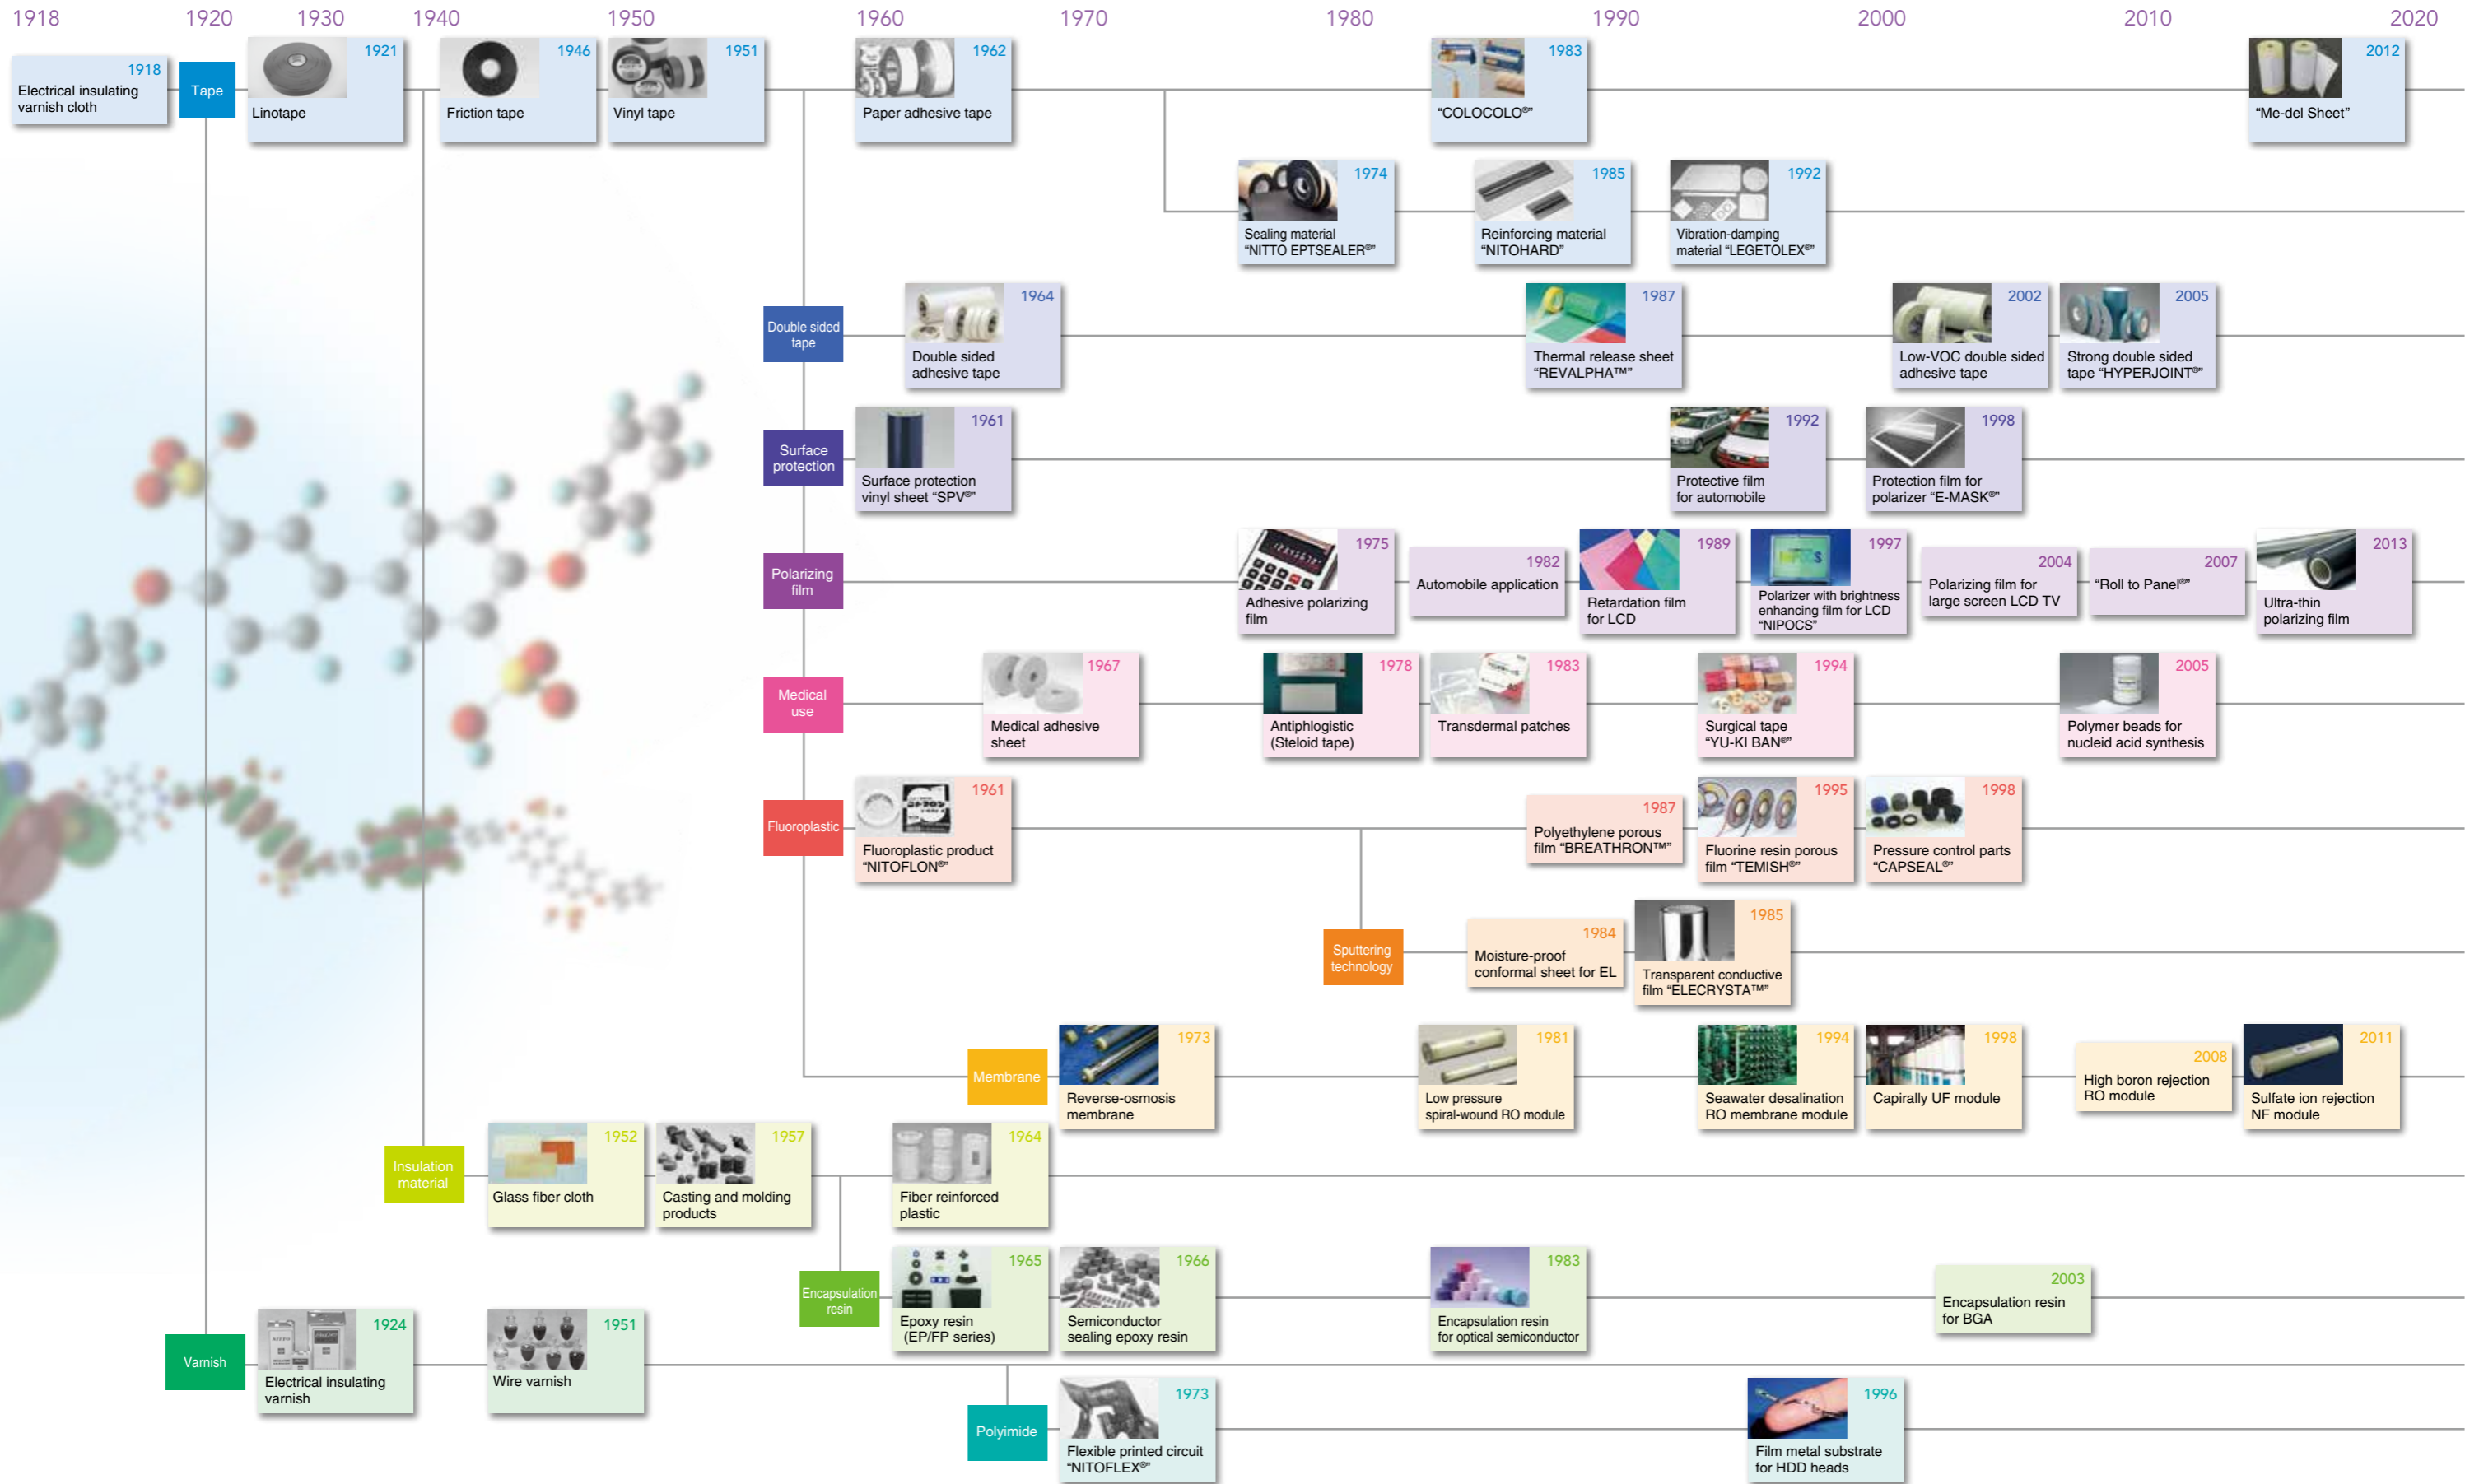 1918 1920 1930 1940 1950 1960 1970 1980 1990 2000 2010 2020
1918
Electrical insulating
varnish cloth
Tape
1921
Linotape
1946
Friction tape
1951
Vinyl tape
1962
Paper adhesive tape
1983
“COLOCOLO®”
2012
“Me-del Sheet”
1974
Sealing material
“NITTO EPTSEALER®”
1985
Reinforcing material
“NITOHARD”
1992
Vibration-damping
material “LEGETOLEX®”
Double sided
tape
1964
Double sided
adhesive tape
1987
Thermal release sheet
“REVALPHA™”
2002
Low-VOC double sided
adhesive tape
2005
Strong double sided
tape “HYPERJOINT®”
Surface
protection
1961
Surface protection
vinyl sheet “SPV®”
1992
Protective film
for automobile
1998
Protection film for
polarizer “E-MASK®”
Polarizing
film
1975
Adhesive polarizing
film
1982
Automobile application
1989
Retardation film
for LCD
1997
Polarizer with brightness
enhancing film for LCD
“NIPOCS”
2004
Polarizing film for
large screen LCD TV
2007
“Roll to Panel®”
2013
Ultra-thin
polarizing film
Medical
use
1967
Medical adhesive
sheet
1978
Antiphlogistic
(Steloid tape)
1983
Transdermal patches
1994
Surgical tape
“YU-KI BAN®”
2005
Polymer beads for
nucleid acid synthesis
Fluoroplastic
1961
Fluoroplastic product
“NITOFLON®”
1987
Polyethylene porous
film “BREATHRON™”
1995
Fluorine resin porous
film “TEMISH®”
1998
Pressure control parts
“CAPSEAL®”
Sputtering
technology
1984
Moisture-proof
conformal sheet for EL
1985
Transparent conductive
film “ELECRYSTA™”
Membrane
1973
Reverse-osmosis
membrane
1981
Low pressure
spiral-wound RO module
1994
Seawater desalination
RO membrane module
1998
Capirally UF module
2008
High boron rejection
RO module
2011
Sulfate ion rejection
NF module
Insulation
material
1952
Glass fiber cloth
1957
Casting and molding
products
1964
Fiber reinforced
plastic
Encapsulation
resin
1965
Epoxy resin
(EP/FP series)
1966
Semiconductor
sealing epoxy resin
1983
Encapsulation resin
for optical semiconductor
2003
Encapsulation resin
for BGA
Varnish
1924
Electrical insulating
varnish
1951
Wire varnish
Polyimide
1973
Flexible printed circuit
“NITOFLEX®”
1996
Film metal substrate
for HDD heads